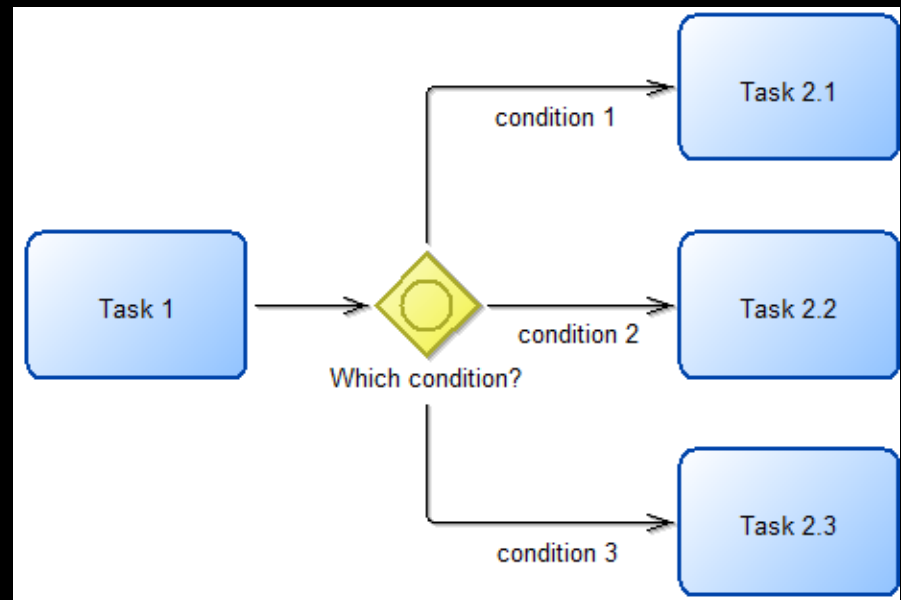 Task 2.1
condition 1
Task 1
Task 2.2
condition 2
Which condition?
Task 2.3
condition 3